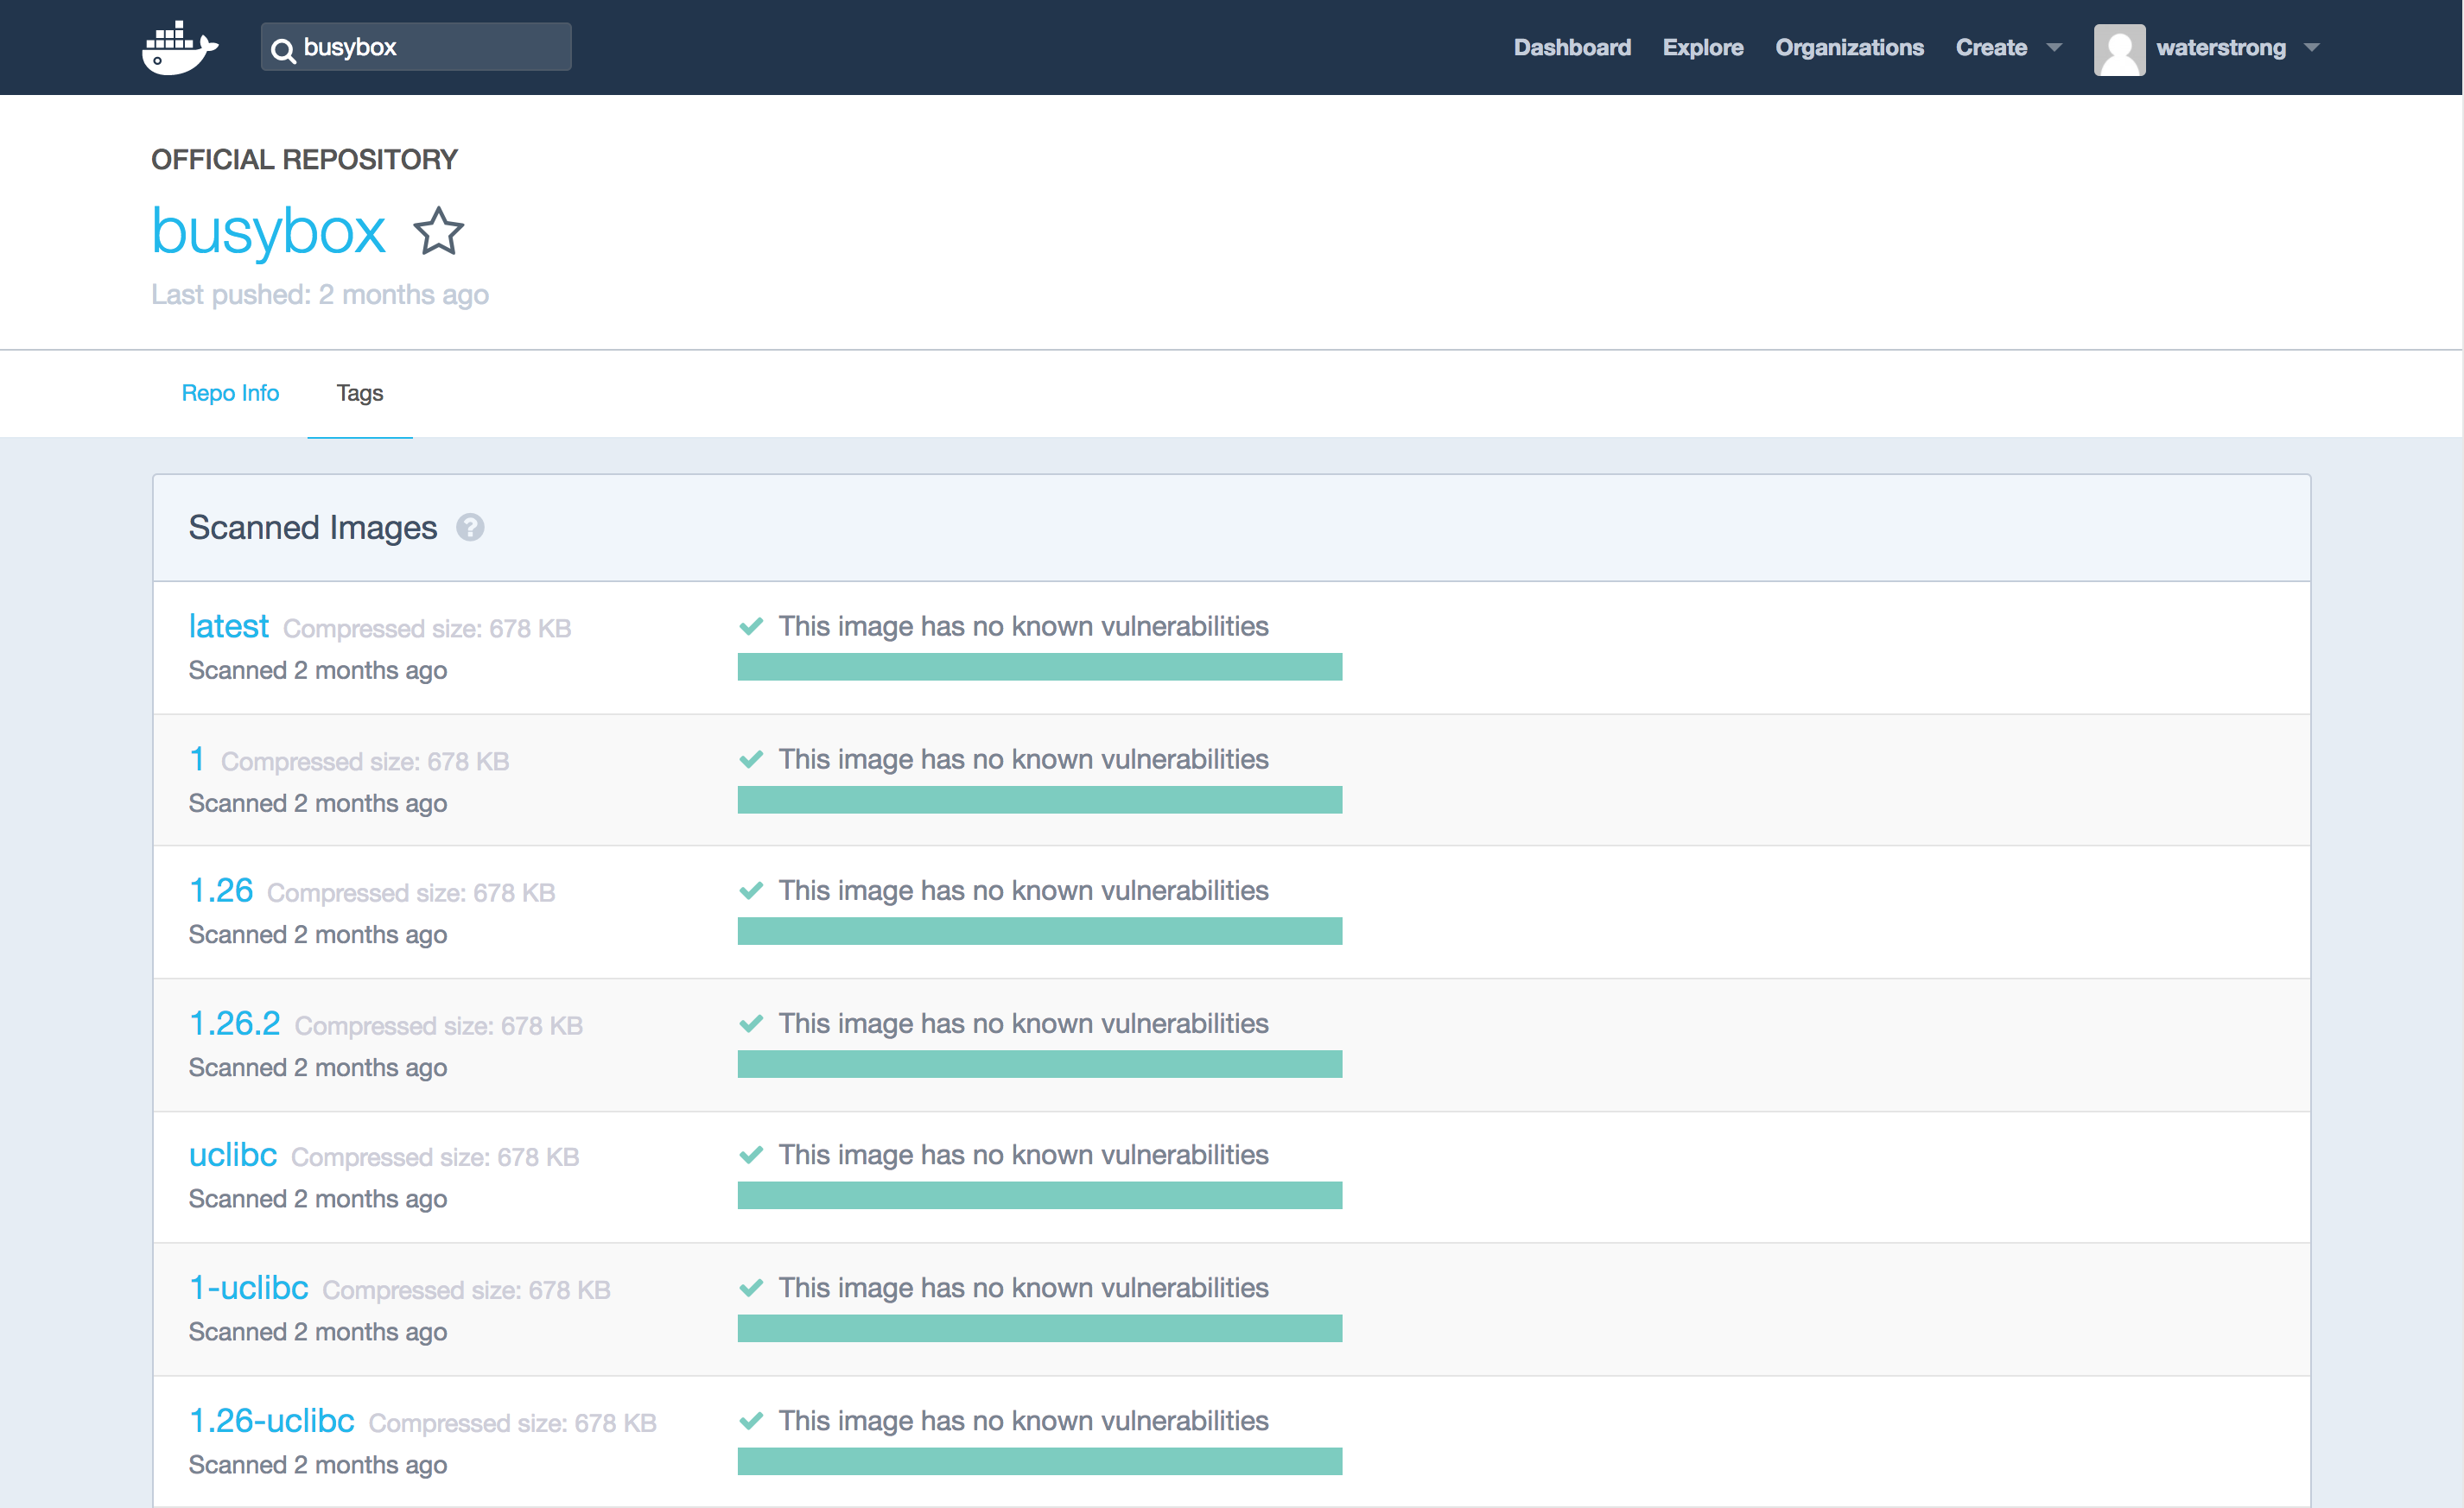 busybox
Dashboard Explore Organizations Create waterstrong
OFFICIAL REPOSITORY
busybox
Last pushed: 2 months ago
Repo Info Tags
Scanned Images ?
latest Compressed size: 678 KB This image has no known vulnerabilities
Scanned 2 months ago
1 Compressed size: 678 KB This image has no known vulnerabilities
Scanned 2 months ago
1.26 Compressed size: 678 KB This image has no known vulnerabilities
Scanned 2 months ago
1.26.2 Compressed size: 678 KB This image has no known vulnerabilities
Scanned 2 months ago
uclibc Compressed size: 678 KB This image has no known vulnerabilities
Scanned 2 months ago
1-uclibc Compressed size: 678 KB This image has no known vulnerabilities
Scanned 2 months ago
1.26-uclibc Compressed size: 678 KB This image has no known vulnerabilities
Scanned 2 months ago